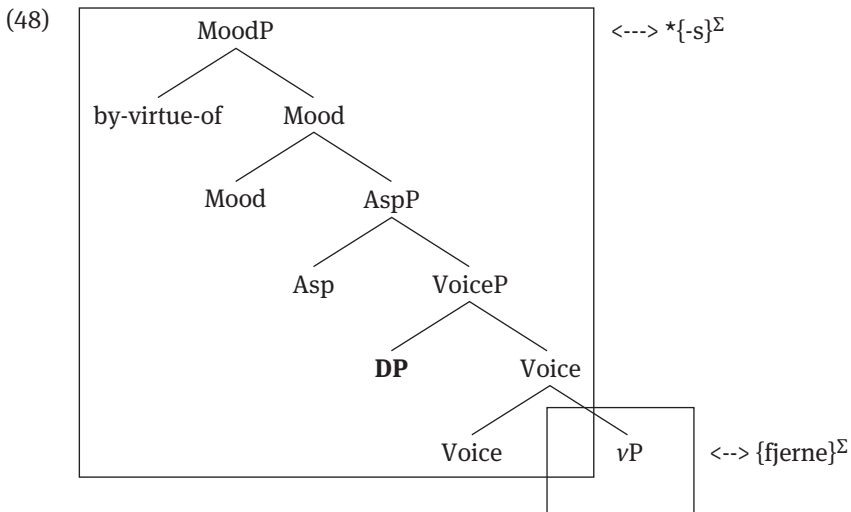 (48)
MoodP <---> *{-s}Σ
by-virtue-of Mood
Mood AspP
Asp VoiceP
DP Voice
Voice vP <--> {fjerne}Σ